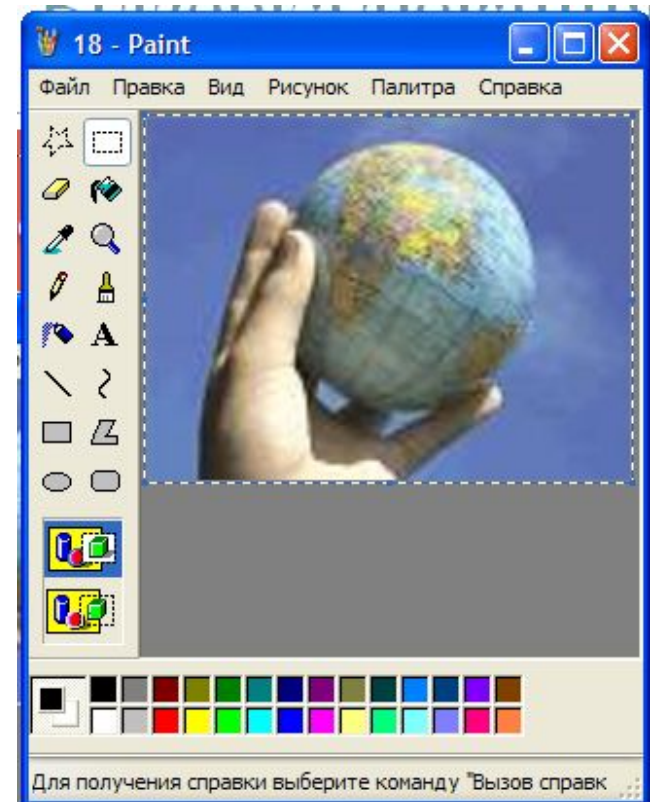 18 - Paint
Файл Правка Вид Рисунок Палитра Справка
A
Для получения справки выберите команду "Вызов справк